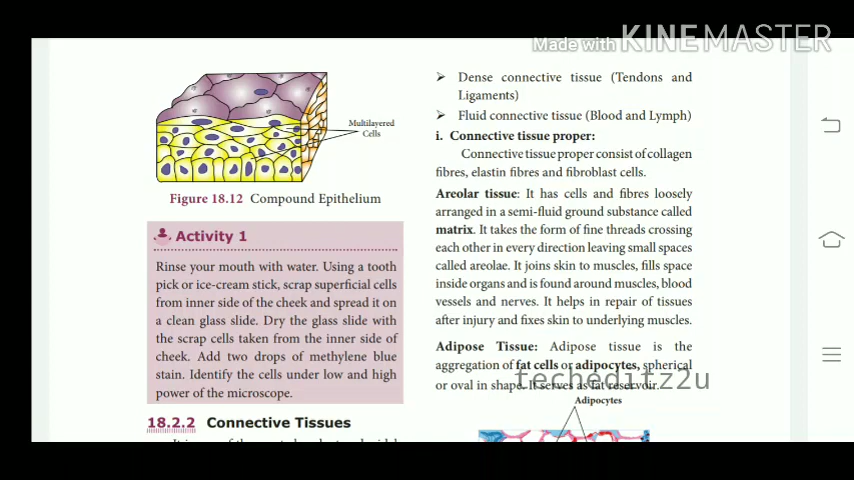 Made with KINEMASTER
Multilayered
Cells
Figure 18.12 Compound Epithelium
Activity 1
Rinse your mouth with water. Using a tooth
pick or ice-cream stick, scrap superficial cells
from inner side of the cheek and spread it on
a clean glass slide. Dry the glass slide with
the scrap cells taken from the inner side of
cheek. Add two drops of methylene blue
stain. Identify the cells under low and high
power of the microscope.
18.2.2 Connective Tissues
➢ Dense connective tissue (Tendons and
Ligaments)
➢ Fluid connective tissue (Blood and Lymph)
i. Connective tissue proper:
Connective tissue proper consist of collagen
fibres, elastin fibres and fibroblast cells.
Areolar tissue: It has cells and fibres loosely
arranged in a semi-fluid ground substance called
matrix. It takes the form of fine threads crossing
each other in every direction leaving small spaces
called areolae. It joins skin to muscles, fills space
inside organs and is found around muscles, blood
vessels and nerves. It helps in repair of tissues
after injury and fixes skin to underlying muscles.
Adipose Tissue: Adipose tissue is the
aggregation of fat cells or adipocytes, spherical
or oval in shape. It serves as fat reservoir.
techeditz2u
Adipocytes